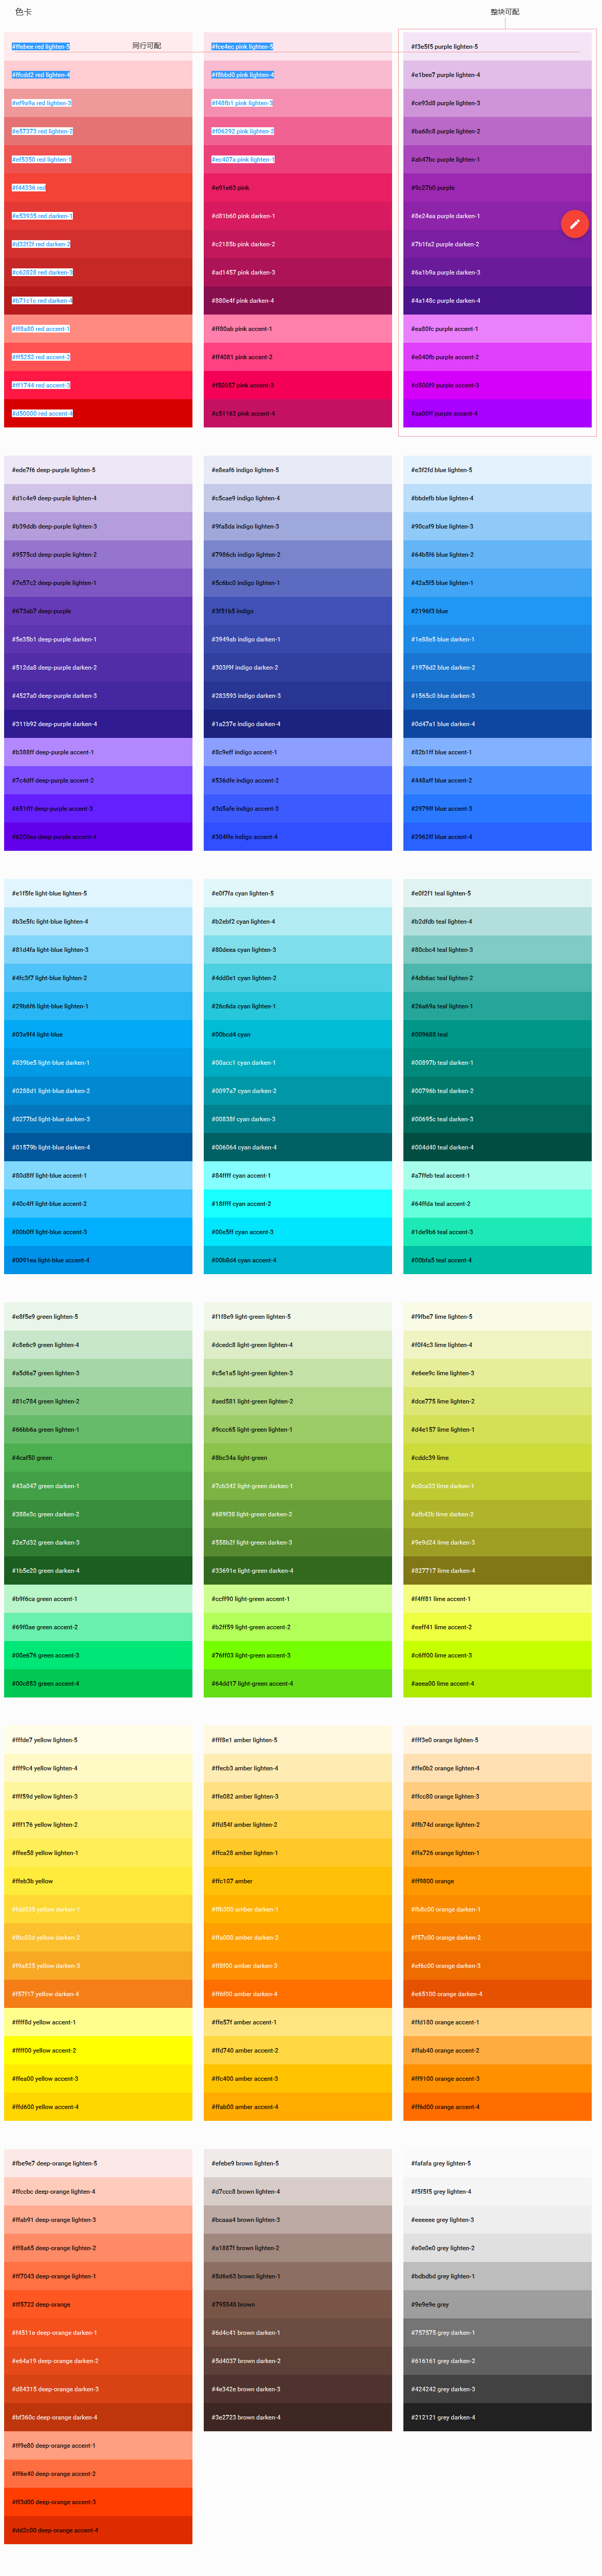 色卡
整块可配
同行可配
#ffebee red lighten-5
#ffcdd2 red lighten-4
#ef9a9a red lighten-3
#e57373 red lighten-2
#ef5350 red lighten-1
#f44336 red
#e53935 red darken-1
#d32f2f red darken-2
#c62828 red darken-3
#b71c1c red darken-4
#ff8a80 red accent-1
#ff5252 red accent-2
#ff1744 red accent-3
#d50000 red accent-4
#fce4ec pink lighten-5
#f8bbd0 pink lighten-4
#f48fb1 pink lighten-3
#f06292 pink lighten-2
#ec407a pink lighten-1
#e91e63 pink
#d81b60 pink darken-1
#c2185b pink darken-2
#ad1457 pink darken-3
#880e4f pink darken-4
#ff80ab pink accent-1
#ff4081 pink accent-2
#f50057 pink accent-3
#c51162 pink accent-4
#f3e5f5 purple lighten-5
#e1bee7 purple lighten-4
#ce93d8 purple lighten-3
#ba68c8 purple lighten-2
#ab47bc purple lighten-1
#9c27b0 purple
#8e24aa purple darken-1
#7b1fa2 purple darken-2
#6a1b9a purple darken-3
#4a148c purple darken-4
#ea80fc purple accent-1
#e040fb purple accent-2
#d500f9 purple accent-3
#aa00ff purple accent-4
#ede7f6 deep-purple lighten-5
#d1c4e9 deep-purple lighten-4
#b39ddb deep-purple lighten-3
#9575cd deep-purple lighten-2
#7e57c2 deep-purple lighten-1
#673ab7 deep-purple
#5e35b1 deep-purple darken-1
#512da8 deep-purple darken-2
#4527a0 deep-purple darken-3
#311b92 deep-purple darken-4
#b388ff deep-purple accent-1
#7c4dff deep-purple accent-2
#651fff deep-purple accent-3
#6200ea deep-purple accent-4
#e8eaf6 indigo lighten-5
#c5cae9 indigo lighten-4
#9fa8da indigo lighten-3
#7986cb indigo lighten-2
#5c6bc0 indigo lighten-1
#3f51b5 indigo
#3949ab indigo darken-1
#303f9f indigo darken-2
#283593 indigo darken-3
#1a237e indigo darken-4
#8c9eff indigo accent-1
#536dfe indigo accent-2
#3d5afe indigo accent-3
#304ffe indigo accent-4
#e3f2fd blue lighten-5
#bbdefb blue lighten-4
#90caf9 blue lighten-3
#64b5f6 blue lighten-2
#42a5f5 blue lighten-1
#2196f3 blue
#1e88e5 blue darken-1
#1976d2 blue darken-2
#1565c0 blue darken-3
#0d47a1 blue darken-4
#82b1ff blue accent-1
#448aff blue accent-2
#2979ff blue accent-3
#2962ff blue accent-4
#e1f5fe light-blue lighten-5
#b3e5fc light-blue lighten-4
#81d4fa light-blue lighten-3
#4fc3f7 light-blue lighten-2
#29b6f6 light-blue lighten-1
#03a9f4 light-blue
#039be5 light-blue darken-1
#0288d1 light-blue darken-2
#0277bd light-blue darken-3
#01579b light-blue darken-4
#80d8ff light-blue accent-1
#40c4ff light-blue accent-2
#00b0ff light-blue accent-3
#0091ea light-blue accent-4
#e0f7fa cyan lighten-5
#b2ebf2 cyan lighten-4
#80deea cyan lighten-3
#4dd0e1 cyan lighten-2
#26c6da cyan lighten-1
#00bcd4 cyan
#00acc1 cyan darken-1
#0097a7 cyan darken-2
#00838f cyan darken-3
#006064 cyan darken-4
#84ffff cyan accent-1
#18ffff cyan accent-2
#00e5ff cyan accent-3
#00b8d4 cyan accent-4
#e0f2f1 teal lighten-5
#b2dfdb teal lighten-4
#80cbc4 teal lighten-3
#4db6ac teal lighten-2
#26a69a teal lighten-1
#009688 teal
#00897b teal darken-1
#00796b teal darken-2
#00695c teal darken-3
#004d40 teal darken-4
#a7ffeb teal accent-1
#64ffda teal accent-2
#1de9b6 teal accent-3
#00bfa5 teal accent-4
#e8f5e9 green lighten-5
#c8e6c9 green lighten-4
#a5d6a7 green lighten-3
#81c784 green lighten-2
#66bb6a green lighten-1
#4caf50 green
#43a047 green darken-1
#388e3c green darken-2
#2e7d32 green darken-3
#1b5e20 green darken-4
#b9f6ca green accent-1
#69f0ae green accent-2
#00e676 green accent-3
#00c853 green accent-4
#f1f8e9 light-green lighten-5
#dcedc8 light-green lighten-4
#c5e1a5 light-green lighten-3
#aed581 light-green lighten-2
#9ccc65 light-green lighten-1
#8bc34a light-green
#7cb342 light-green darken-1
#689f38 light-green darken-2
#558b2f light-green darken-3
#33691e light-green darken-4
#ccff90 light-green accent-1
#b2ff59 light-green accent-2
#76ff03 light-green accent-3
#64dd17 light-green accent-4
#f9fbe7 lime lighten-5
#f0f4c3 lime lighten-4
#e6ee9c lime lighten-3
#dce775 lime lighten-2
#d4e157 lime lighten-1
#cddc39 lime
#c0ca33 lime darken-1
#afb42b lime darken-2
#9e9d24 lime darken-3
#827717 lime darken-4
#f4ff81 lime accent-1
#eeff41 lime accent-2
#c6ff00 lime accent-3
#aeea00 lime accent-4
#fffde7 yellow lighten-5
#fff9c4 yellow lighten-4
#fff59d yellow lighten-3
#fff176 yellow lighten-2
#ffee58 yellow lighten-1
#ffeb3b yellow
#fdd835 yellow darken-1
#fbc02d yellow darken-2
#f9a825 yellow darken-3
#f57f17 yellow darken-4
#ffff8d yellow accent-1
#ffff00 yellow accent-2
#ffea00 yellow accent-3
#ffd600 yellow accent-4
#fff8e1 amber lighten-5
#ffecb3 amber lighten-4
#ffe082 amber lighten-3
#ffd54f amber lighten-2
#ffca28 amber lighten-1
#ffc107 amber
#ffb300 amber darken-1
#ffa000 amber darken-2
#ff8f00 amber darken-3
#ff6f00 amber darken-4
#ffe57f amber accent-1
#ffd740 amber accent-2
#ffc400 amber accent-3
#ffab00 amber accent-4
#fff3e0 orange lighten-5
#ffe0b2 orange lighten-4
#ffcc80 orange lighten-3
#ffb74d orange lighten-2
#ffa726 orange lighten-1
#ff9800 orange
#fb8c00 orange darken-1
#f57c00 orange darken-2
#ef6c00 orange darken-3
#e65100 orange darken-4
#ffd180 orange accent-1
#ffab40 orange accent-2
#ff9100 orange accent-3
#ff6d00 orange accent-4
#fbe9e7 deep-orange lighten-5
#ffccbc deep-orange lighten-4
#ffab91 deep-orange lighten-3
#ff8a65 deep-orange lighten-2
#ff7043 deep-orange lighten-1
#ff5722 deep-orange
#f4511e deep-orange darken-1
#e64a19 deep-orange darken-2
#d84315 deep-orange darken-3
#bf360c deep-orange darken-4
#ff9e80 deep-orange accent-1
#ff6e40 deep-orange accent-2
#ff3d00 deep-orange accent-3
#dd2c00 deep-orange accent-4
#efebe9 brown lighten-5
#d7ccc8 brown lighten-4
#bcaaa4 brown lighten-3
#a1887f brown lighten-2
#8d6e63 brown lighten-1
#795548 brown
#6d4c41 brown darken-1
#5d4037 brown darken-2
#4e342e brown darken-3
#3e2723 brown darken-4
#fafafa grey lighten-5
#f5f5f5 grey lighten-4
#eeeeee grey lighten-3
#e0e0e0 grey lighten-2
#bdbdbd grey lighten-1
#9e9e9e grey
#757575 grey darken-1
#616161 grey darken-2
#424242 grey darken-3
#212121 grey darken-4